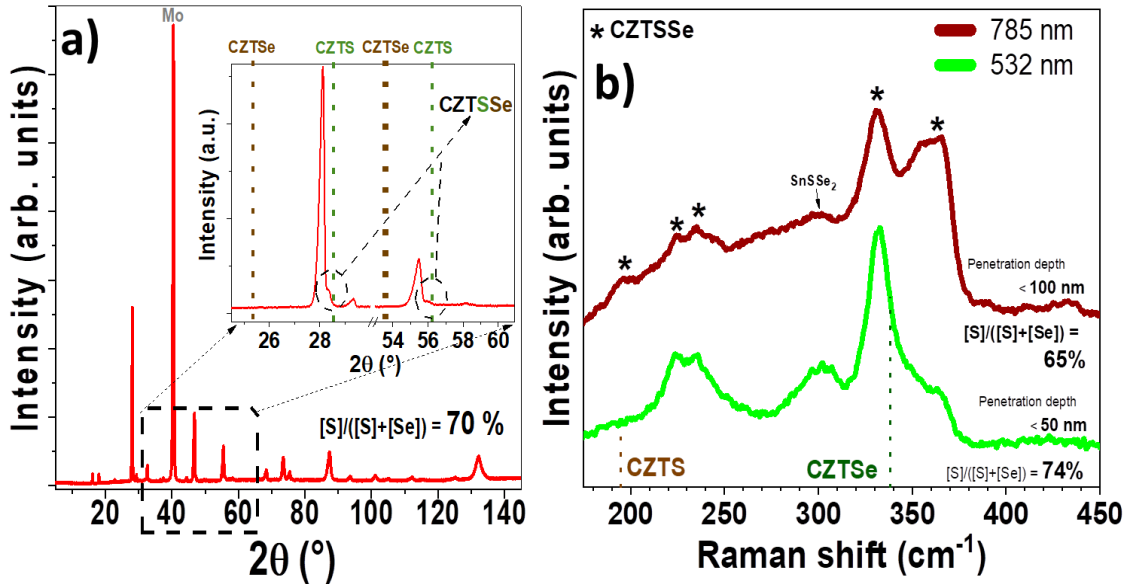 a)
Mo
CZTSe
CZTS
CZTSe
CZTS
CZTSSe
Intensity (a.u.)
26
28
54
56
58
60
2θ (°)
[S]/([S]+[Se]) = 70 %
Intensity (arb. units)
20
40
60
80
100
120
140
2θ (°)
b)
* CZTSSe
785 nm
532 nm
*
*
*
*
*
SnSSe2
Penetration depth
< 100 nm
[S]/([S]+[Se]) =
65%
Penetration depth
< 50 nm
[S]/([S]+[Se]) = 74%
CZTS
CZTSe
Intensity (arb. units)
200
250
300
350
400
450
Raman shift (cm-1)